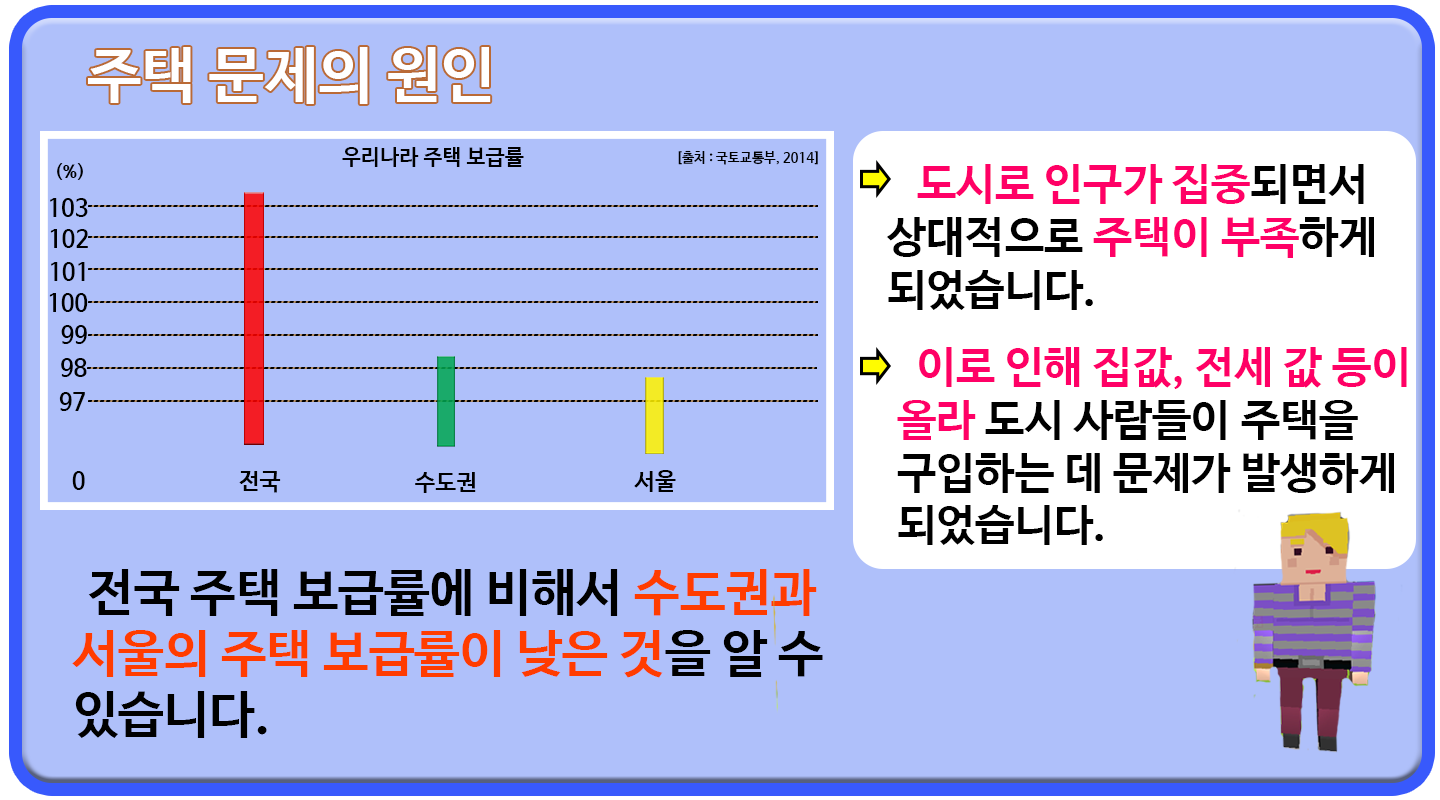 주택 문제의 원인
우리나라 주택 보급률
[출처 : 국토교통부, 2014]
(%)
103
102
101
100
99
98
97
0
전국
수도권
서울
전국 주택 보급률에 비해서 수도권과
서울의 주택 보급률이 낮은 것을 알 수
있습니다.
도시로 인구가 집중되면서
상대적으로 주택이 부족하게
되었습니다.
이로 인해 집값, 전세 값 등이
올라 도시 사람들이 주택을
구입하는 데 문제가 발생하게
되었습니다.